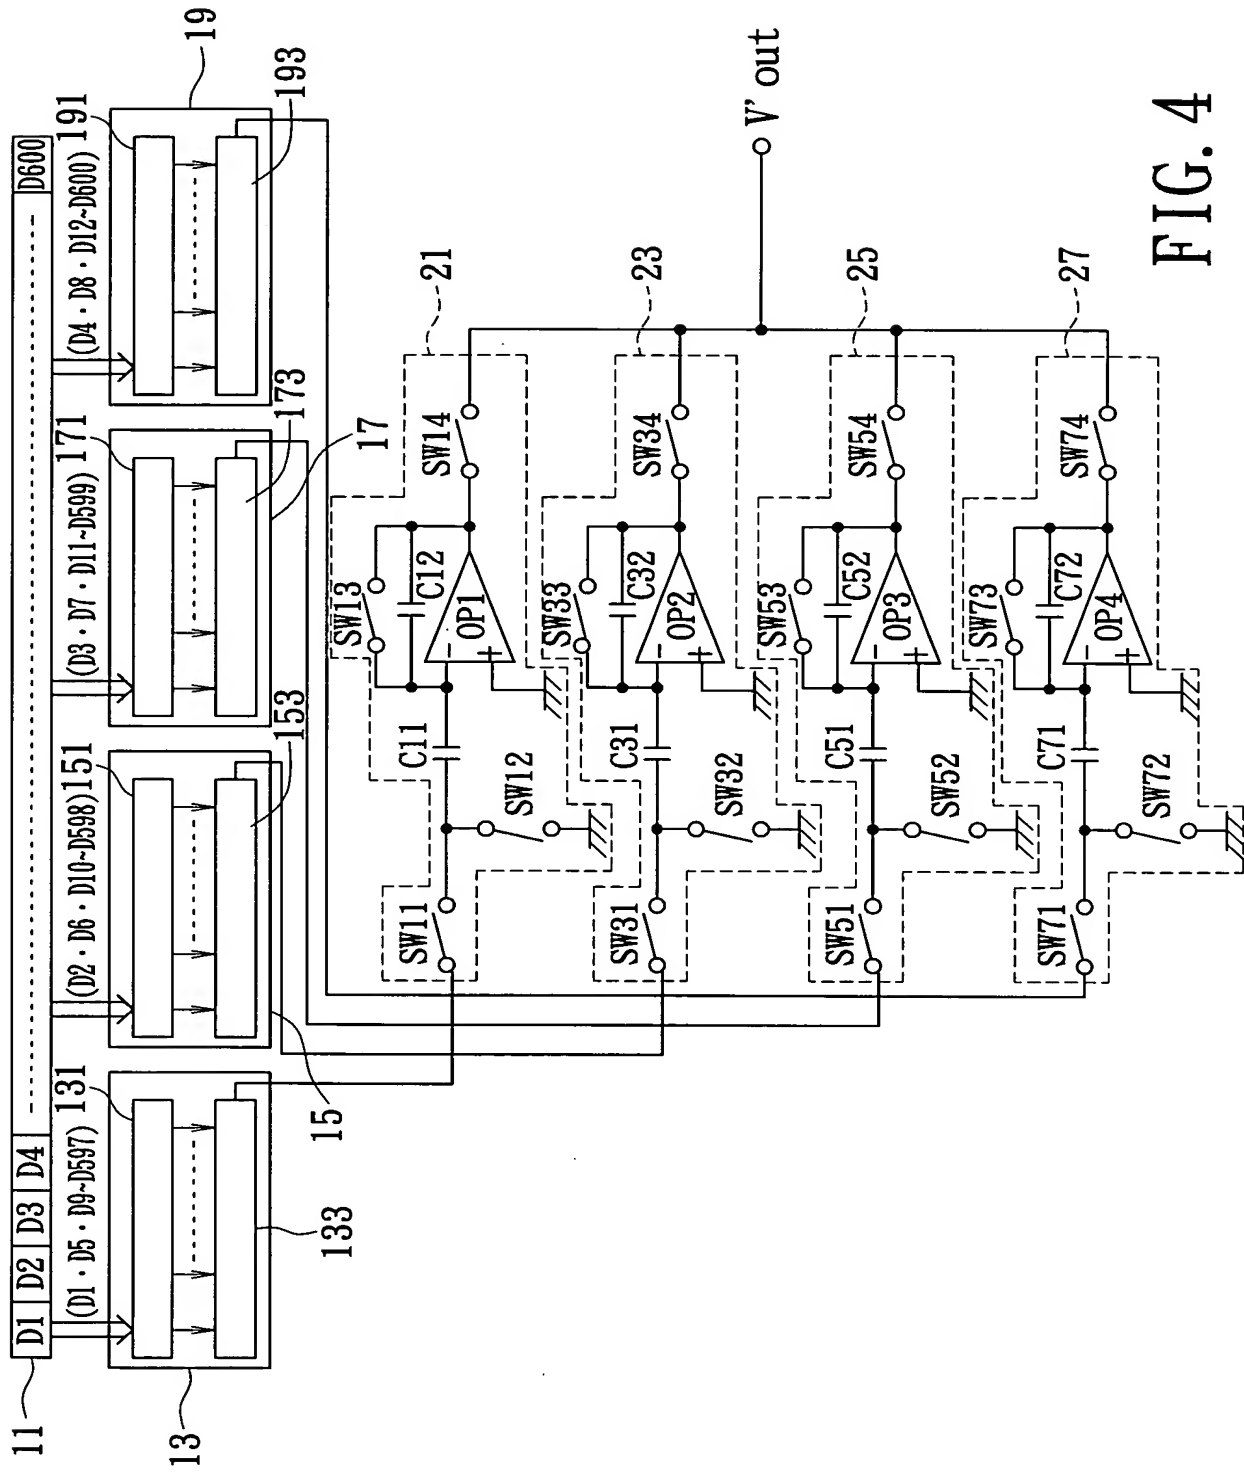 11
D1 D2 D3 D4 D600
(D1·D5·D9~D597)
131
(D2·D6·D10~D598)
151
(D3·D7·D11~D599)
171
(D4·D8·D12~D600)
191
13
133
15
153
17
173
19
193
SW11
SW12
C11
SW13
C12
OP1
-
+
SW14
21
SW31
SW32
C31
SW33
C32
OP2
-
+
SW34
23
SW51
SW52
C51
SW53
C52
OP3
-
+
SW54
25
SW71
SW72
C71
SW73
C72
OP4
-
+
SW74
27
V' out
FIG. 4